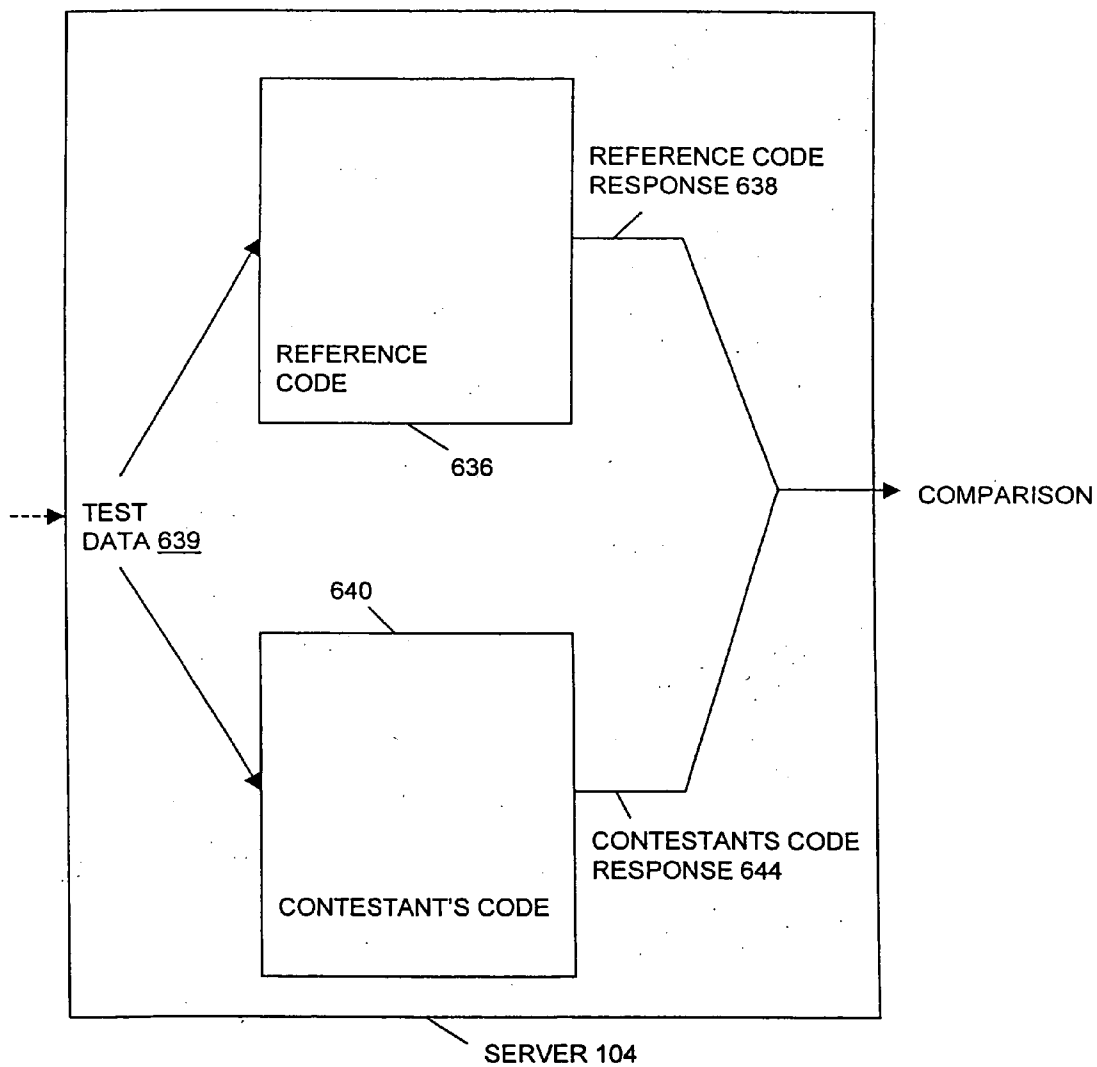 REFERENCE CODE
RESPONSE 638
REFERENCE
CODE
636
TEST
DATA 639
COMPARISON
640
CONTESTANTS CODE
RESPONSE 644
CONTESTANT'S CODE
SERVER 104